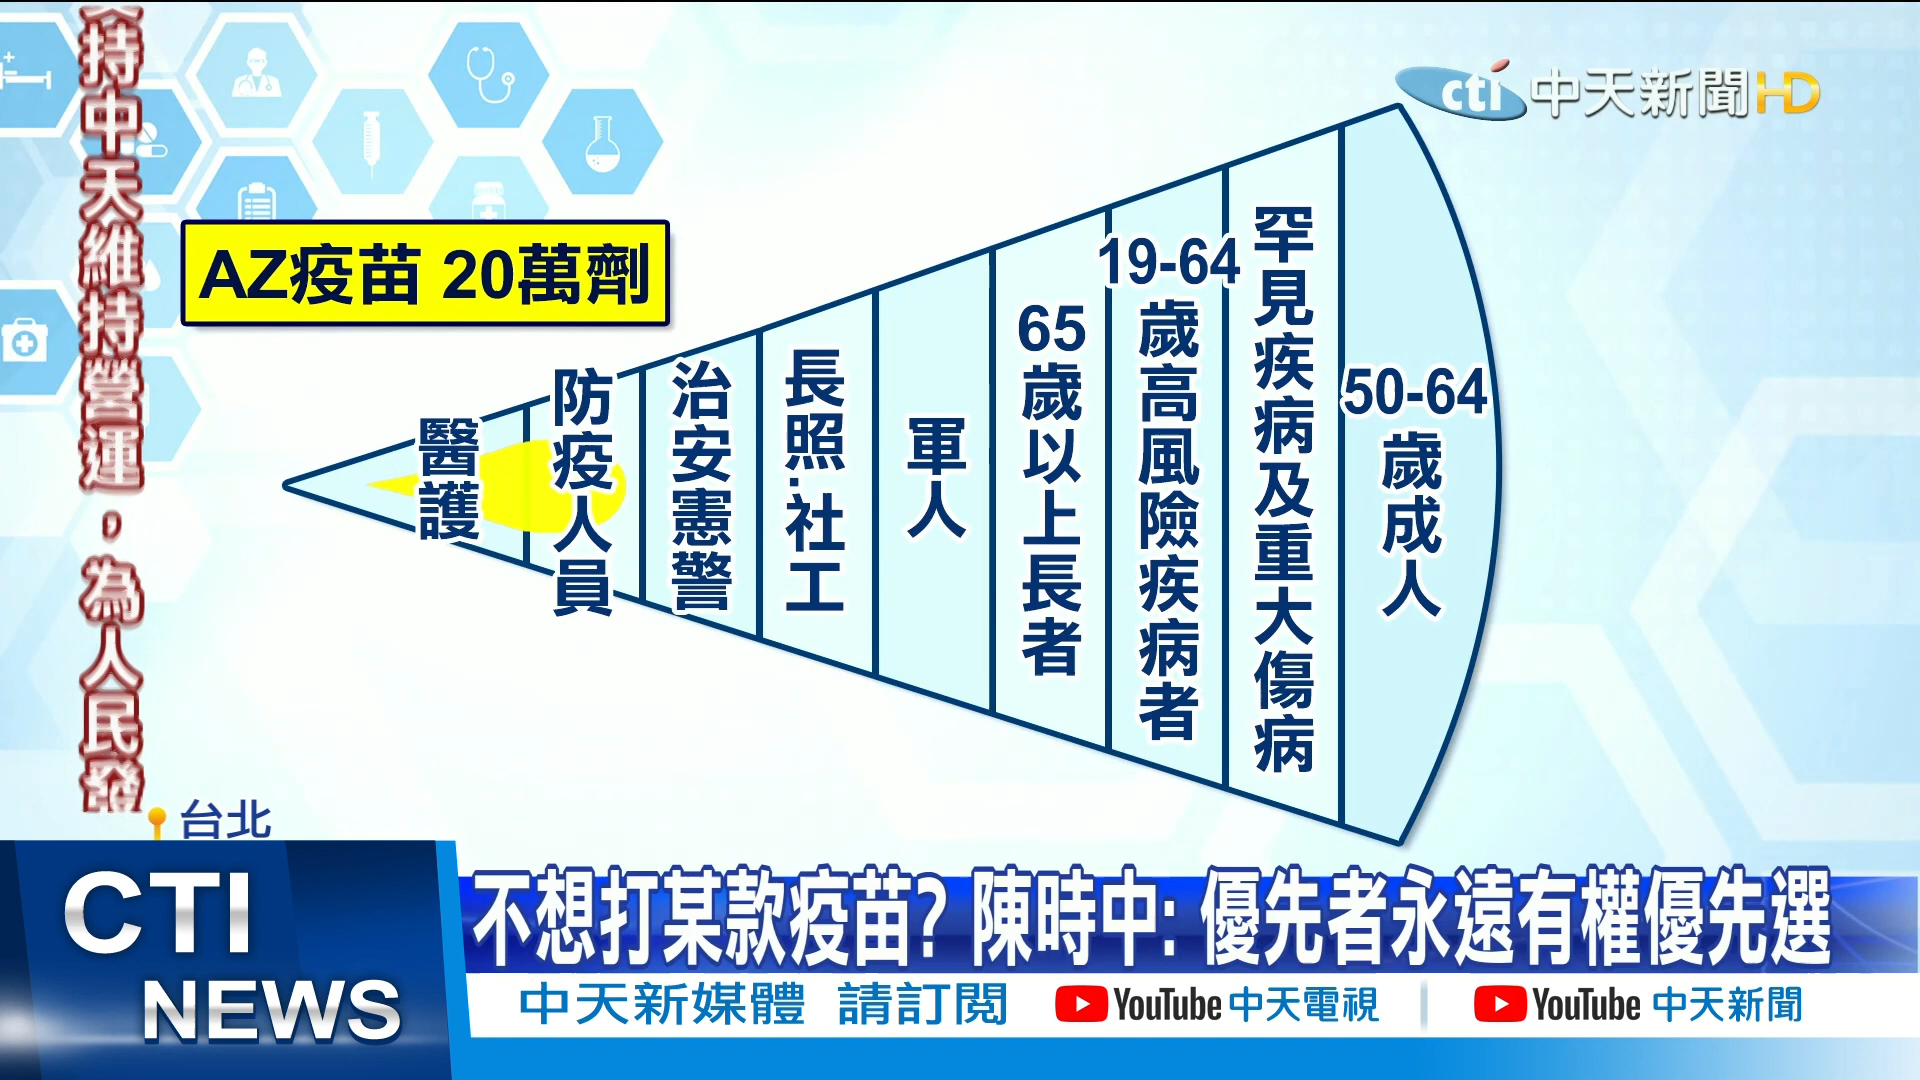 持中天維持營運，為人民發
cti中天新聞HD
AZ疫苗 20萬劑
醫護
防疫人員
治安憲警
長照.社工
軍人
65歲以上長者
19-64歲高風險疾病者
罕見疾病及重大傷病
50-64歲成人
台北
CTI NEWS
不想打某款疫苗? 陳時中: 優先者永遠有權優先選
中天新媒體 請訂閱 YouTube 中天電視 YouTube 中天新聞